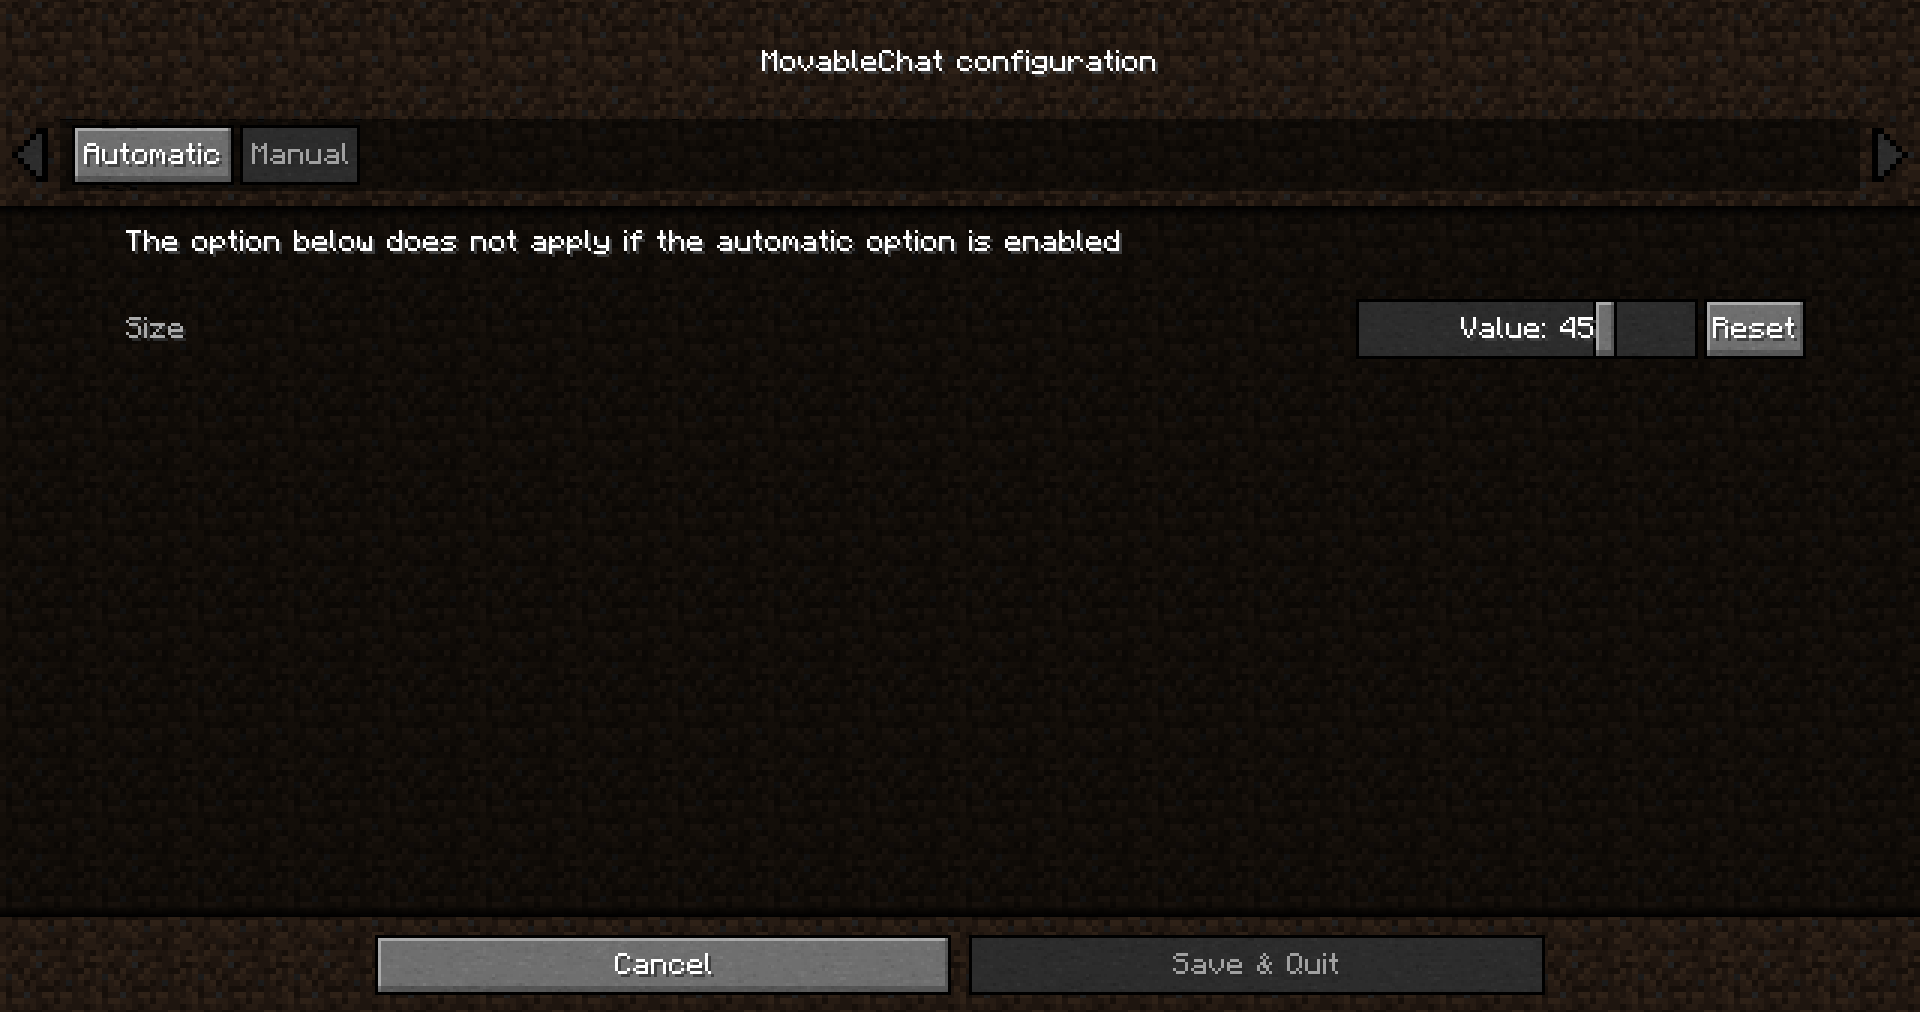 MovableChat configuration
Automatic Manual
The option below does not apply if the automatic option is enabled
Size Value: 45 Reset
Cancel Save & Quit